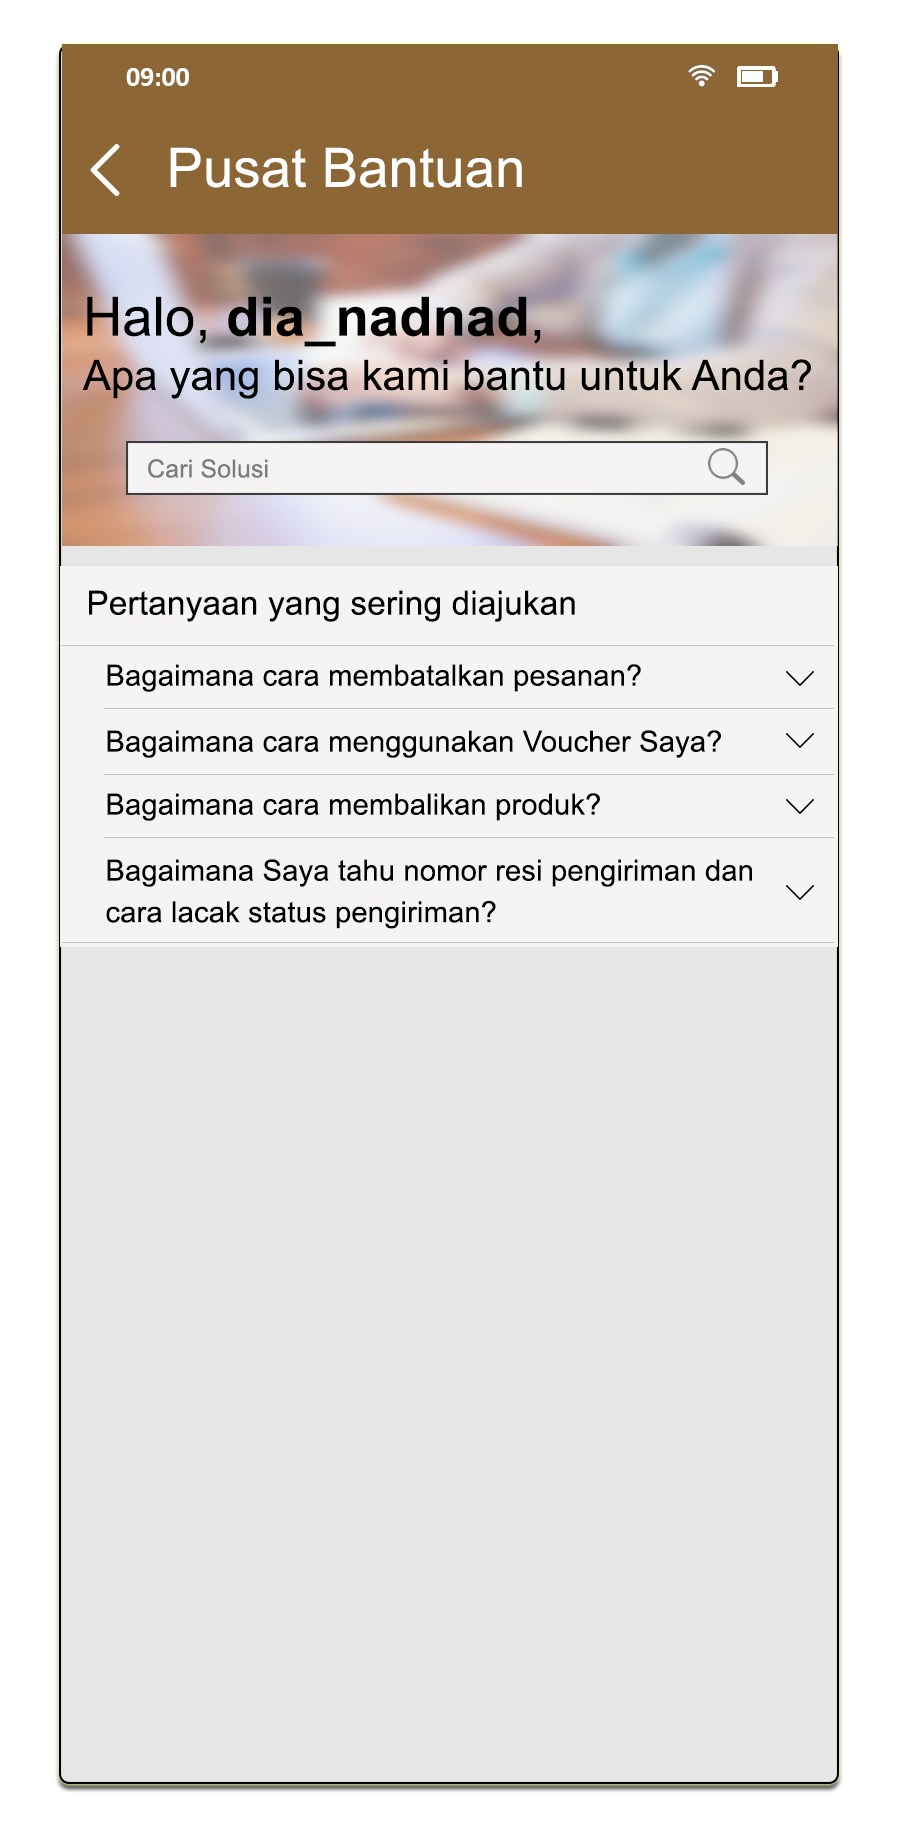 09:00
Pusat Bantuan
Halo, dia_nadnad,
Apa yang bisa kami bantu untuk Anda?
Cari Solusi
Pertanyaan yang sering diajukan
Bagaimana cara membatalkan pesanan?
Bagaimana cara menggunakan Voucher Saya?
Bagaimana cara membalikan produk?
Bagaimana Saya tahu nomor resi pengiriman dan
cara lacak status pengiriman?